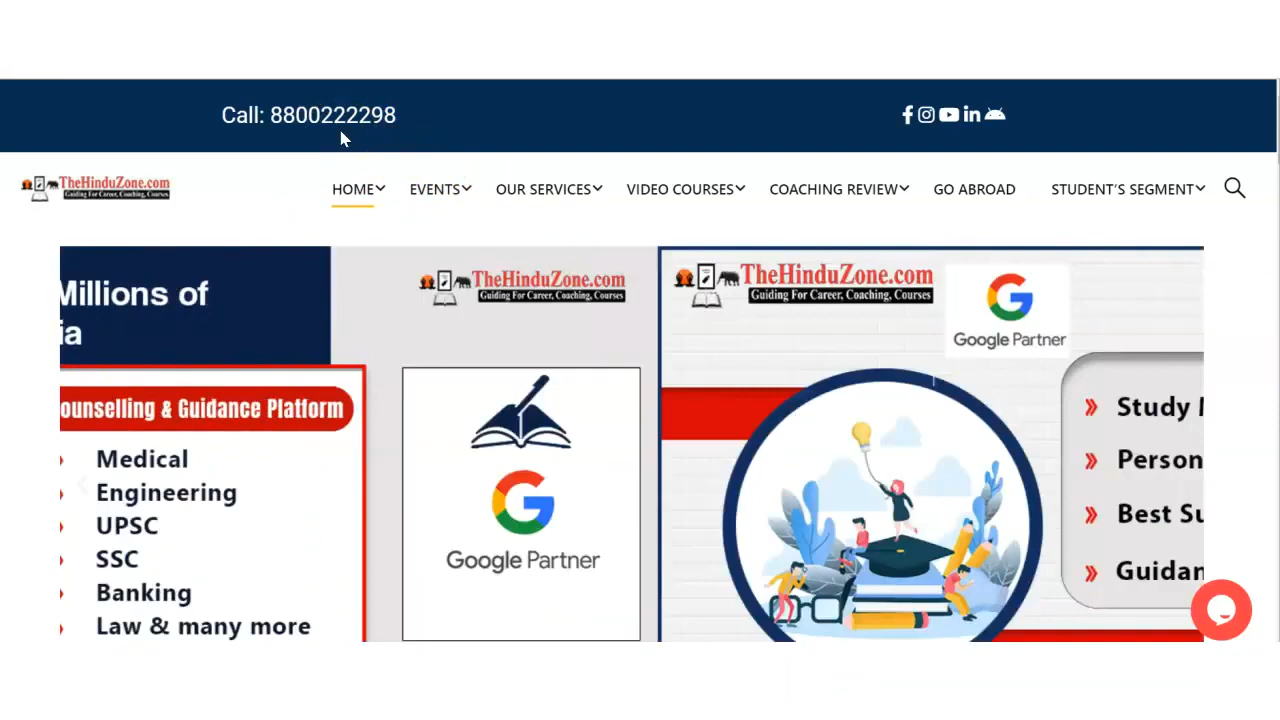 Call: 8800222298
TheHinduZone.com
Guiding For Career, Coaching, Courses
HOME EVENTS OUR SERVICES VIDEO COURSES COACHING REVIEW GO ABROAD STUDENT'S SEGMENT
Millions of
ia
ounselling & Guidance Platform
Medical
Engineering
UPSC
SSC
Banking
Law & many more
TheHinduZone.com
Guiding For Career, Coaching, Courses
Google Partner
TheHinduZone.com
Guiding For Career, Coaching, Courses
Google Partner
Study
Person
Best Su
Guidan